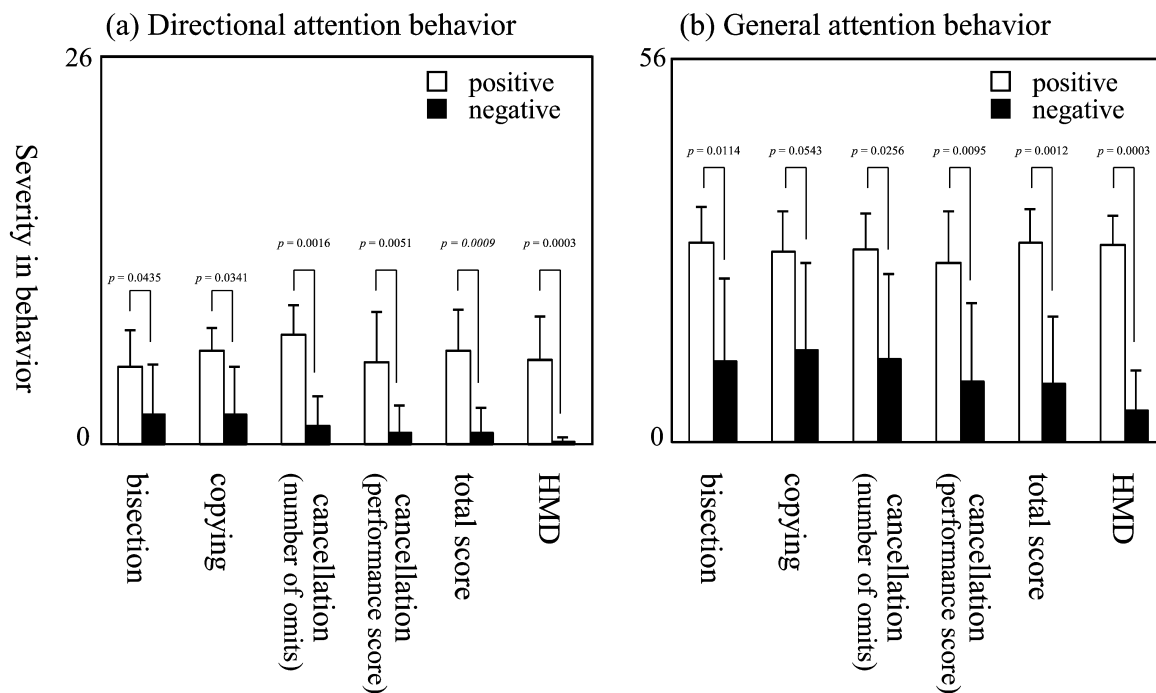 (a) Directional attention behavior
26
positive
negative
Severity in behavior
p = 0.0435
p = 0.0341
p = 0.0016
p = 0.0051
p = 0.0009
p = 0.0003
0
bisection
copying
cancellation
(number of omits)
cancellation
(performance score)
total score
HMD
(b) General attention behavior
56
positive
negative
p = 0.0114
p = 0.0543
p = 0.0256
p = 0.0095
p = 0.0012
p = 0.0003
0
bisection
copying
cancellation
(number of omits)
cancellation
(performance score)
total score
HMD